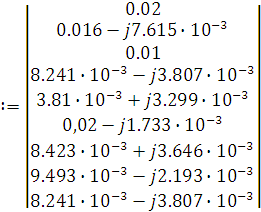 0.02
0.016 − j7.615 · 10⁻³
0.01
8.241 · 10⁻³ − j3.807 · 10⁻³
3.81 · 10⁻³ + j3.299 · 10⁻³
:= 0,02 − j1.733 · 10⁻³
8.423 · 10⁻³ + j3.646 · 10⁻³
9.493 · 10⁻³ − j2.193 · 10⁻³
8.241 · 10⁻³ − j3.807 · 10⁻³